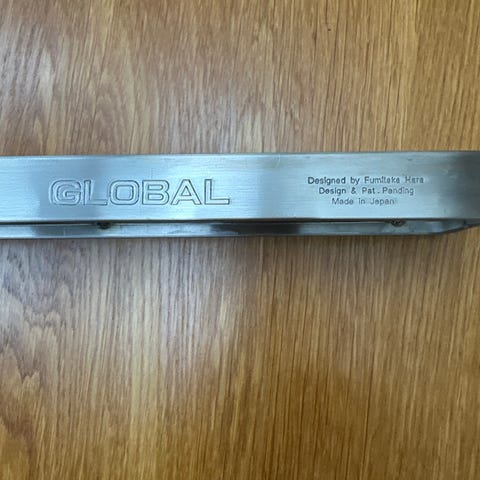 GLOBAL
Designed by Fumitaka Hara
Design & Pat. Pending
Made in Japan